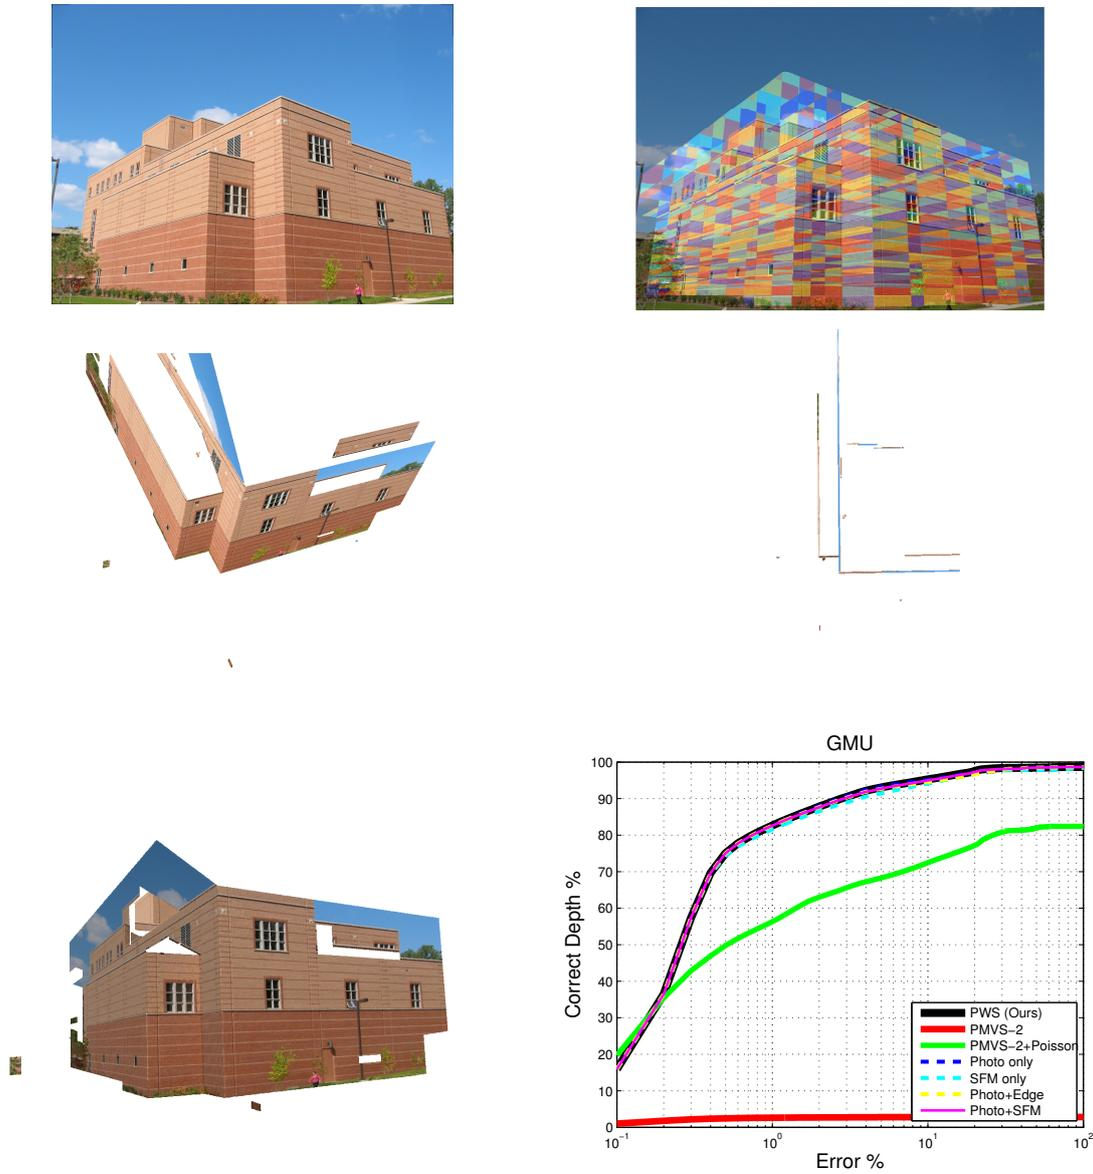 GMU
100
90
80
70
60
50
40
30
20
10
0
Correct Depth %
PWS (Ours)
PMVS-2
PMVS-2+Poisson
Photo only
SFM only
Photo+Edge
Photo+SFM
10⁻¹ 10⁰ 10¹ 10²
Error %